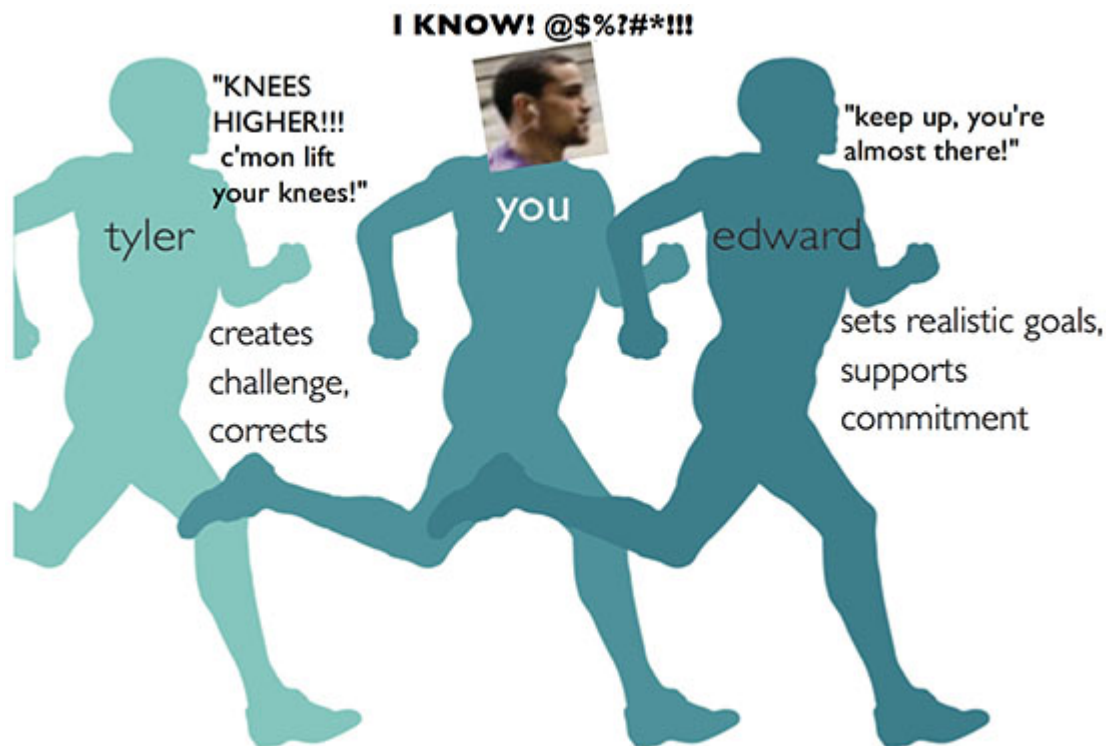 I KNOW! @$%?#*!!!
"KNEES
HIGHER!!!
c'mon lift
your knees!"
tyler
creates
challenge,
corrects
you
"keep up, you're
almost there!"
edward
sets realistic goals,
supports
commitment